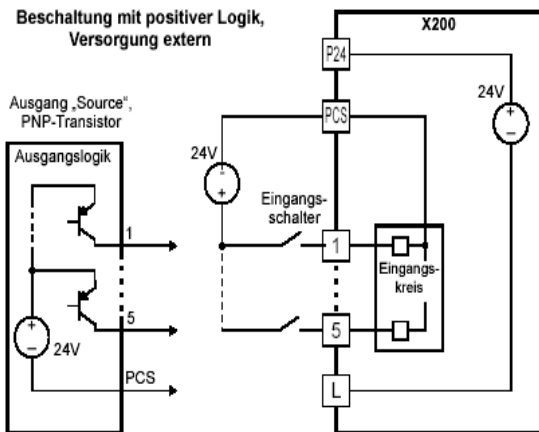 Beschaltung mit positiver Logik,
Versorgung extern
X200
P24
24V
+
−
Ausgang „Source",
PNP-Transistor
Ausgangslogik
1
5
+
−
24V
PCS
PCS
24V
-
+
Eingangs-
schalter
1
5
Eingangs-
kreis
L